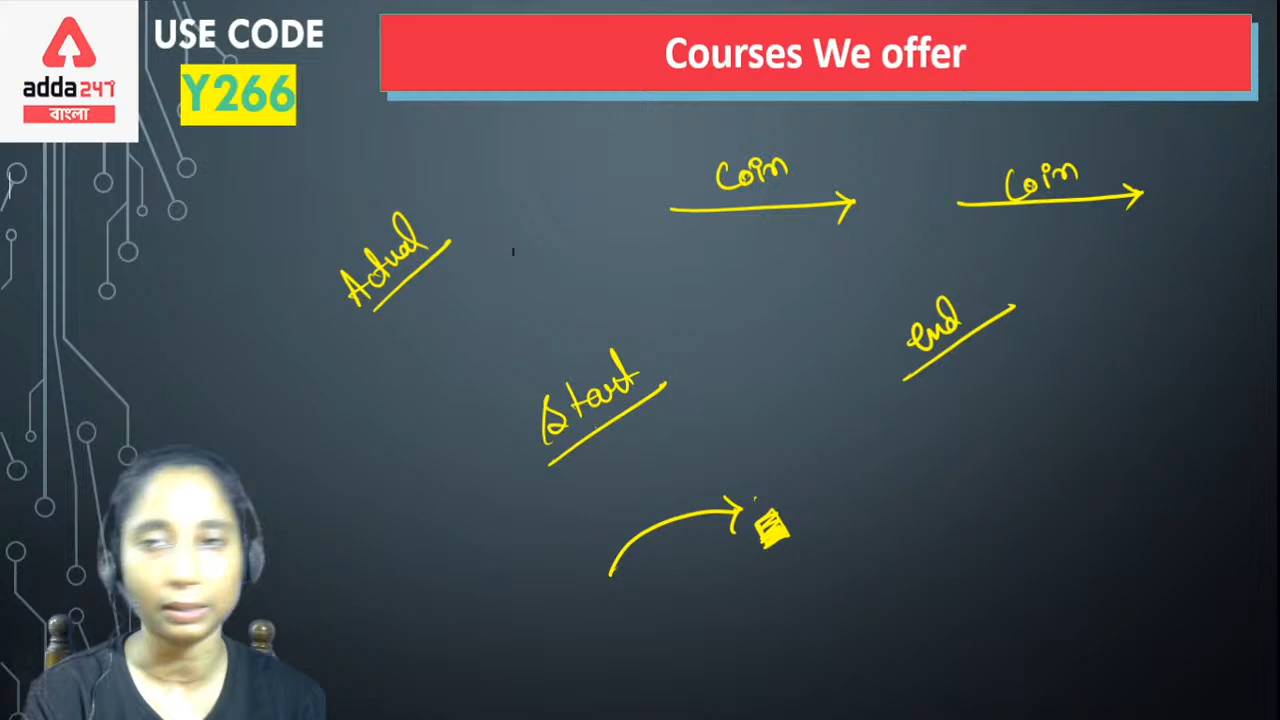 USE CODE
Y266
adda247
বাংলা
Courses We offer
Coin
Coin
Actual
end
Start